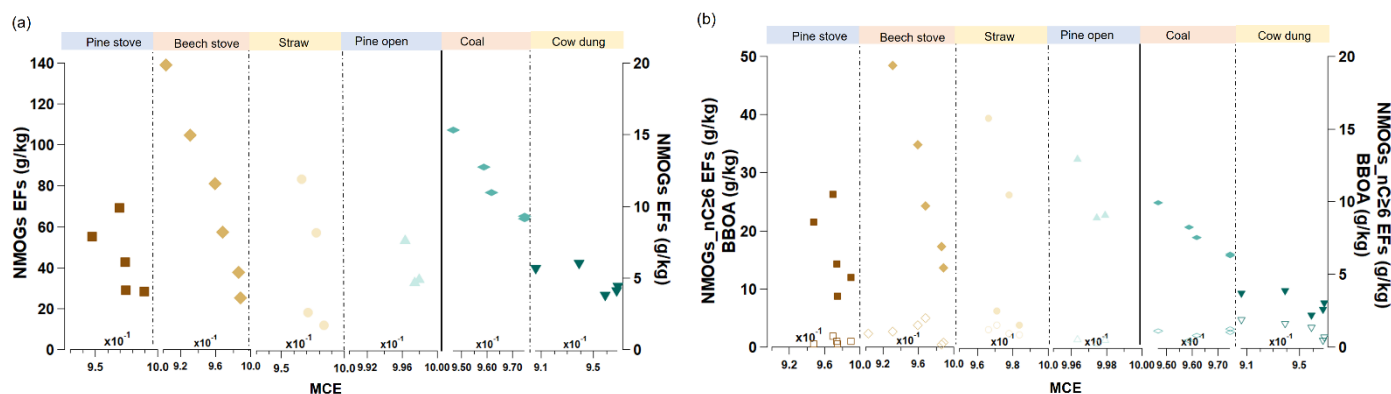 (a)
Pine stove
Beech stove
Straw
Pine open
Coal
Cow dung
NMOGs EFs (g/kg)
140
120
100
80
60
40
20
0
x10⁻¹
x10⁻¹
x10⁻¹
x10⁻¹
x10⁻¹
x10⁻¹
9.5
10.0
9.2
9.6
10.0
9.5
10.0
9.92
9.96
10.00
9.50
9.60
9.70
9.1
9.5
MCE
20
15
10
5
0
NMOGs EFs (g/kg)
(b)
Pine stove
Beech stove
Straw
Pine open
Coal
Cow dung
NMOGs_nC≥6 EFs (g/kg)
BBOA (g/kg)
50
40
30
20
10
0
x10⁻¹
x10⁻¹
x10⁻¹
x10⁻¹
x10⁻¹
x10⁻¹
9.2
9.6
10.0
9.2
9.6
10.0
9.6
9.8
10.0
9.96
9.98
10.00
9.50
9.60
9.70
9.1
9.5
MCE
20
15
10
5
0
NMOGs_nC≥6 EFs (g/kg)
BBOA (g/kg)